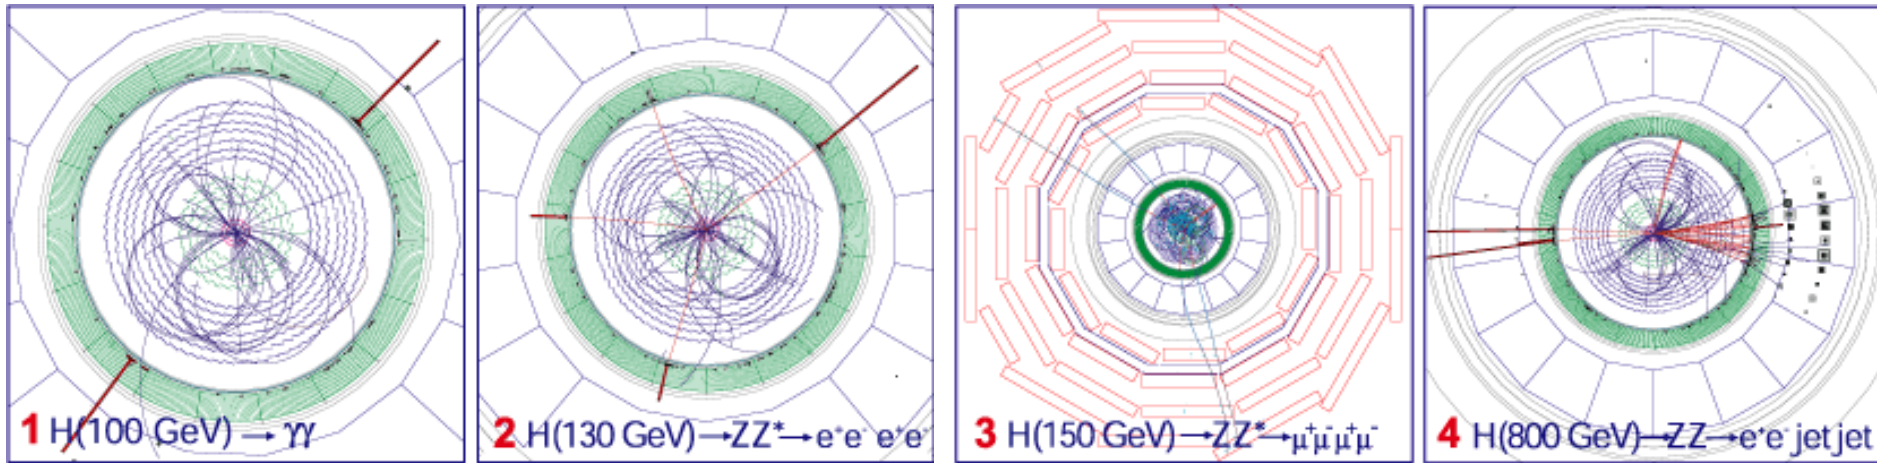 1 H(100 GeV) → γγ
2 H(130 GeV)→ZZ*→e⁺e⁻ e⁺e⁻
3 H(150 GeV)→ZZ*→μ⁺μ⁻μ⁺μ⁻
4 H(800 GeV)→ZZ→e⁺e⁻ jet jet